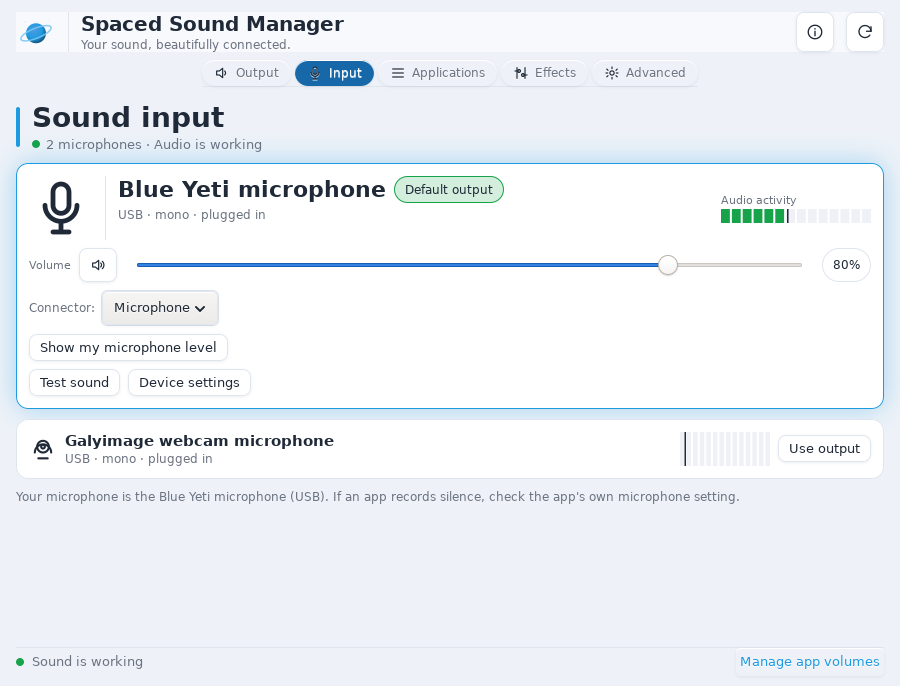 Spaced Sound Manager
Your sound, beautifully connected.
Output
Input
Applications
Effects
Advanced
Sound input
2 microphones · Audio is working
Blue Yeti microphone
Default output
USB · mono · plugged in
Audio activity
Volume
80%
Connector:
Microphone
Show my microphone level
Test sound
Device settings
Galyimage webcam microphone
USB · mono · plugged in
Use output
Your microphone is the Blue Yeti microphone (USB). If an app records silence, check the app's own microphone setting.
Sound is working
Manage app volumes